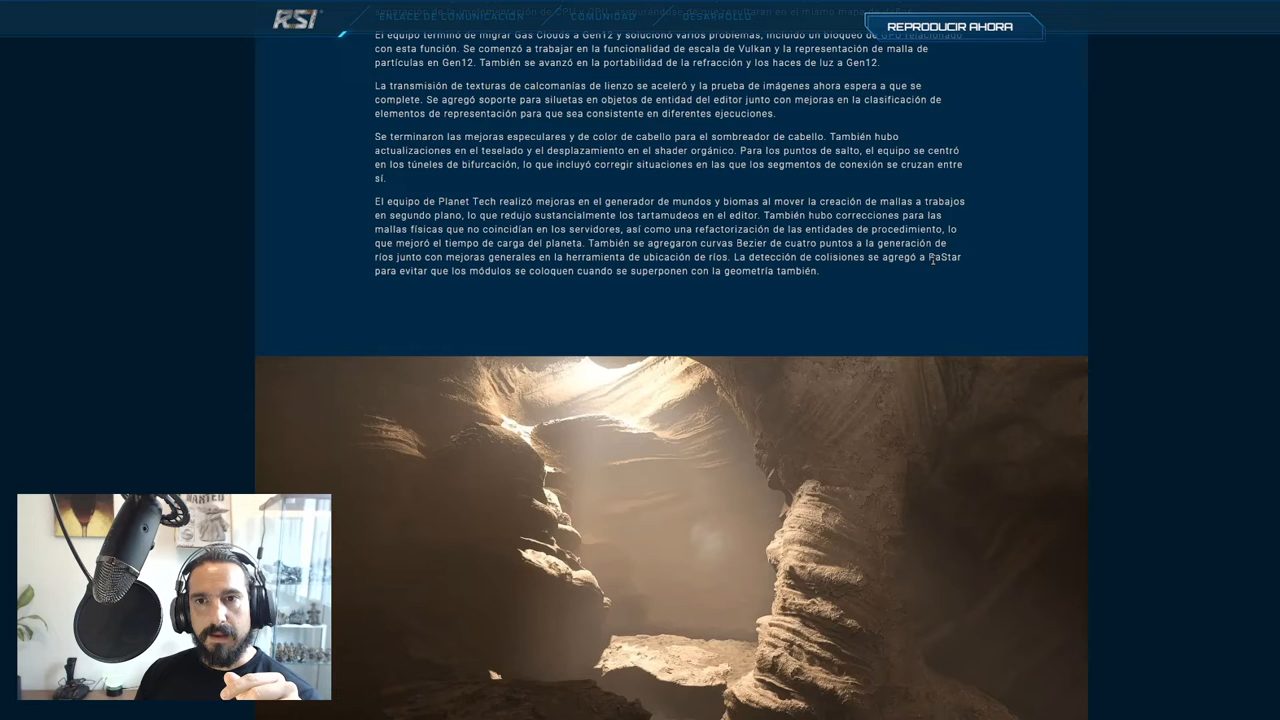 RSI
ENLACE DE COMUNICACIÓN COMUNIDAD DESARROLLO
REPRODUCIR AHORA
El equipo terminó de migrar Gas Clouds a Gen12 y solucionó varios problemas, incluido un bloqueo de GPU relacionado
con esta función. Se comenzó a trabajar en la funcionalidad de escala de Vulkan y la representación de malla de
partículas en Gen12. También se avanzó en la portabilidad de la refracción y los haces de luz a Gen12.
La transmisión de texturas de calcomanías de lienzo se aceleró y la prueba de imágenes ahora espera a que se
complete. Se agregó soporte para siluetas en objetos de entidad del editor junto con mejoras en la clasificación de
elementos de representación para que sea consistente en diferentes ejecuciones.
Se terminaron las mejoras especulares y de color de cabello para el sombreador de cabello. También hubo
actualizaciones en el teselado y el desplazamiento en el shader orgánico. Para los puntos de salto, el equipo se centró
en los túneles de bifurcación, lo que incluyó corregir situaciones en las que los segmentos de conexión se cruzan entre
sí.
El equipo de Planet Tech realizó mejoras en el generador de mundos y biomas al mover la creación de mallas a trabajos
en segundo plano, lo que redujo sustancialmente los tartamudeos en el editor. También hubo correcciones para las
mallas físicas que no coincidían en los servidores, así como una refactorización de las entidades de procedimiento, lo
que mejoró el tiempo de carga del planeta. También se agregaron curvas Bezier de cuatro puntos a la generación de
ríos junto con mejoras generales en la herramienta de ubicación de ríos. La detección de colisiones se agregó a RaStar
para evitar que los módulos se coloquen cuando se superponen con la geometría también.
WANTED